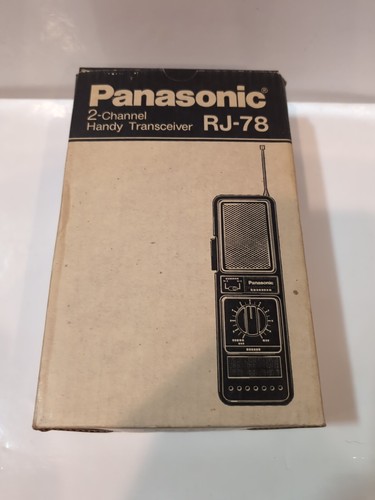 Panasonic®
2-Channel
Handy Transceiver RJ-78
Panasonic